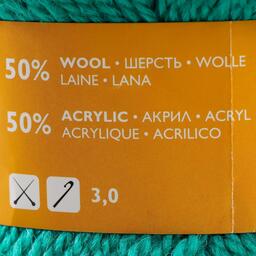 50% WOOL • ШЕРСТЬ • WOLLE
LAINE • LANA
50% ACRYLIC • АКРИЛ • ACRYL
ACRYLIQUE • ACRILICO
3,0